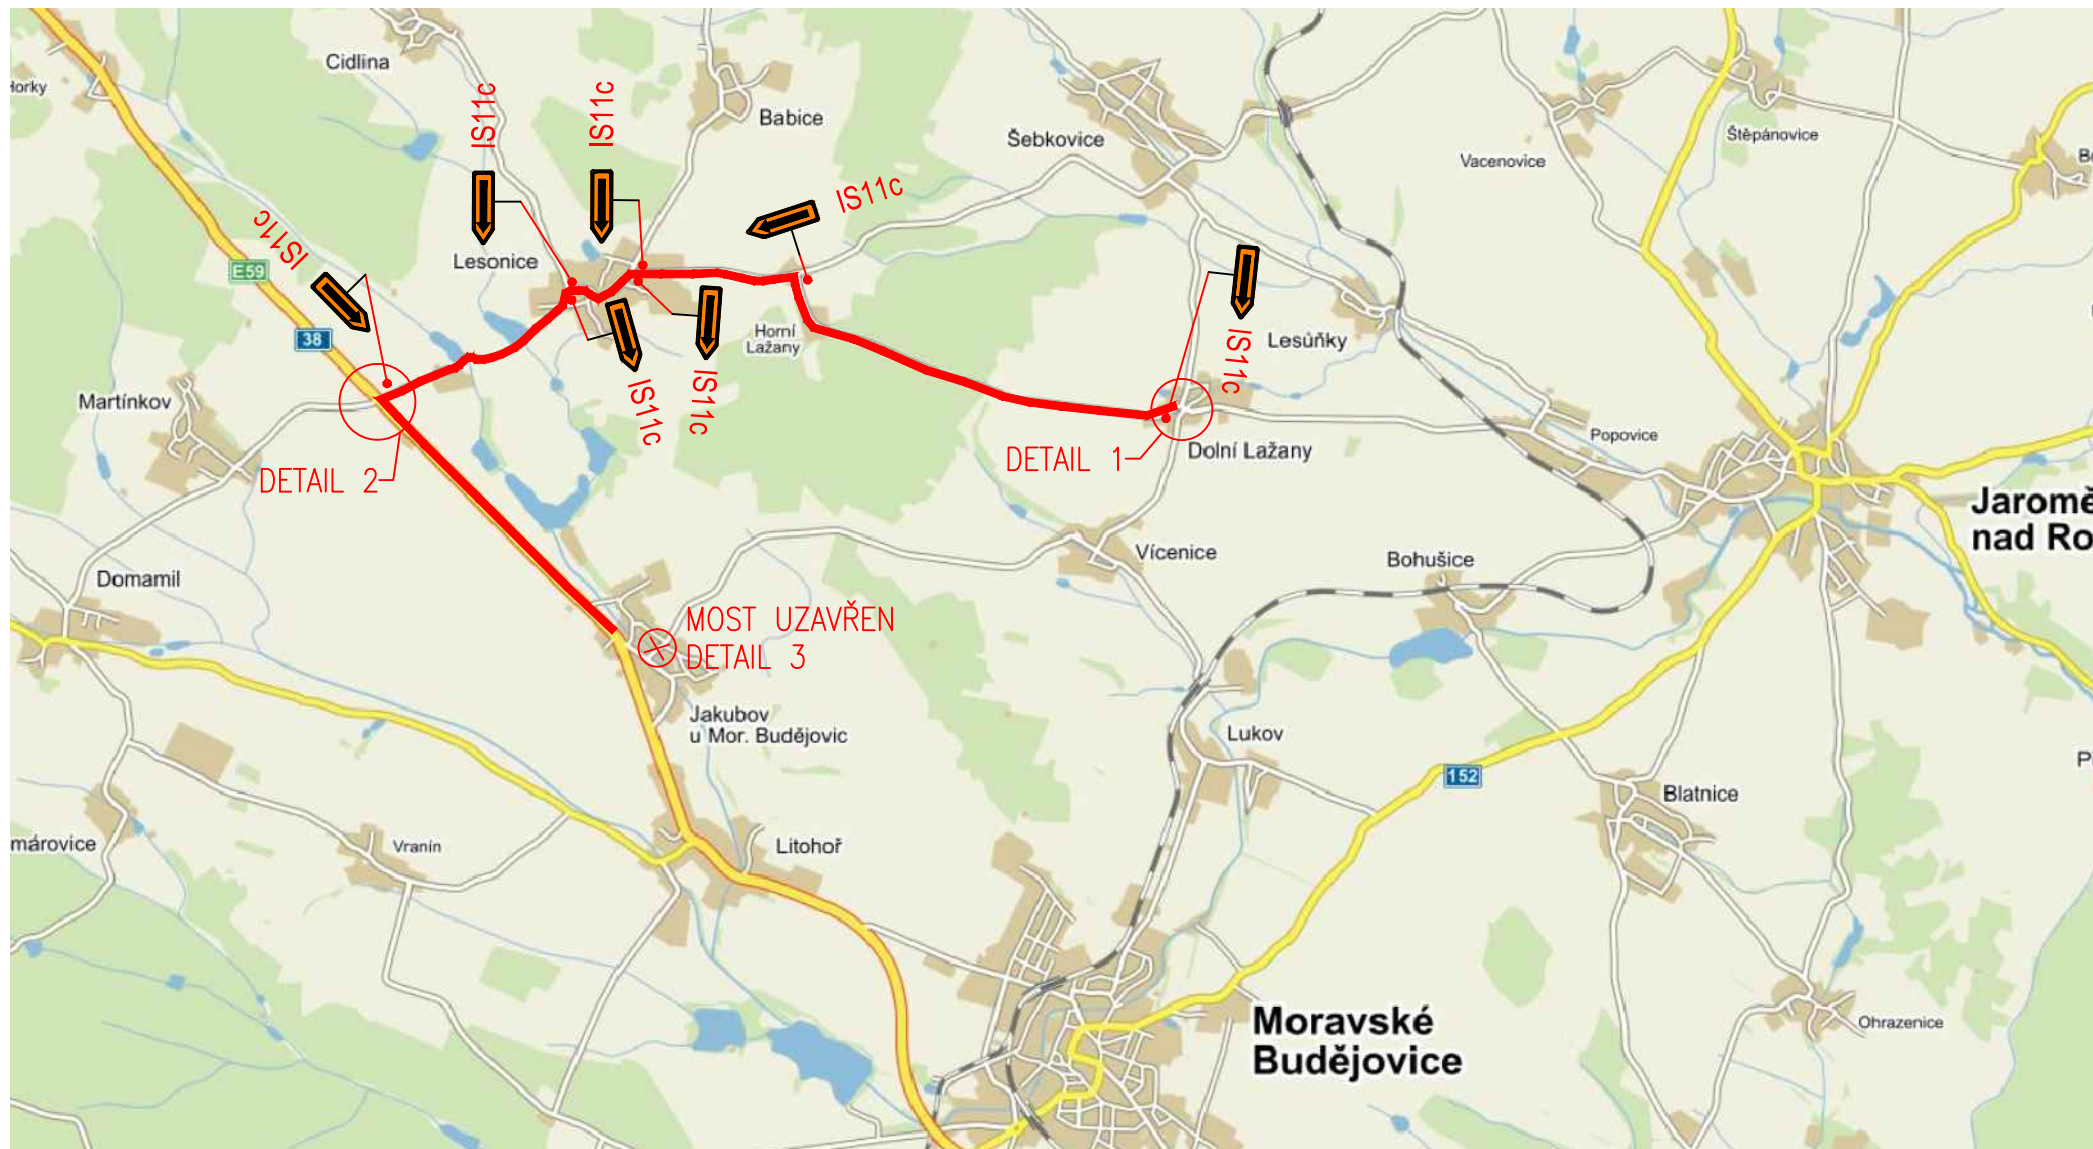 Cidlina
Horky
Babice
IS11c
IS11c
Šebkovice
Štěpánovice
Vacenovice
IS11c
IS11c
Lesonice
E59
38
Horní
Lažany
Lesůňky
IS11c
IS11c
IS11c
Martínkov
DETAIL 2
DETAIL 1
Dolní Lažany
Popovice
Jaromě
nad Ro
Vícenice
Bohušice
Domamil
MOST UZAVŘEN
DETAIL 3
Jakubov
u Mor. Budějovic
Lukov
152
Blatnice
márovice
Vranín
Litohoř
Moravské
Budějovice
Ohrazenice